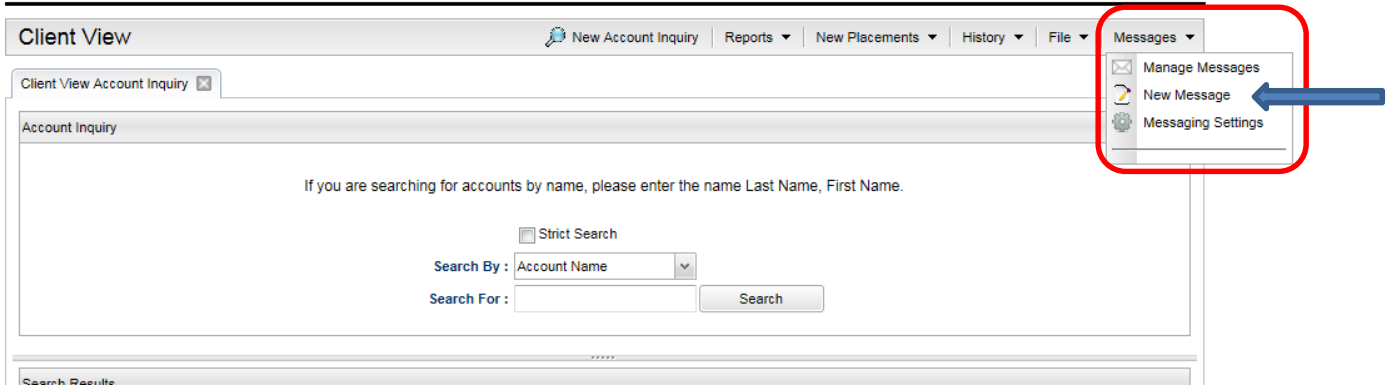 Client View
New Account Inquiry Reports New Placements History File Messages
Manage Messages
New Message
Messaging Settings
Client View Account Inquiry
Account Inquiry
If you are searching for accounts by name, please enter the name Last Name, First Name.
Strict Search
Search By : Account Name
Search For : Search
Search Results